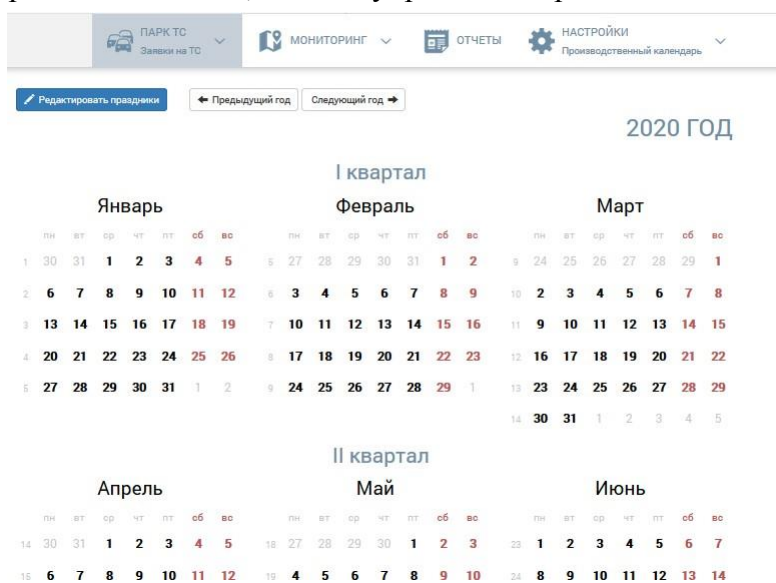 ПАРК ТС
Заявки на ТС
МОНИТОРИНГ
ОТЧЕТЫ
НАСТРОЙКИ
Производственный календарь
Редактировать праздники
Предыдущий год
Следующий год
2020 ГОД
I квартал
Январь Февраль Март
пн вт ср чт пт сб вс пн вт ср чт пт сб вс пн вт ср чт пт сб вс
1 30 31 1 2 3 4 5 5 27 28 29 30 31 1 2 9 24 25 26 27 28 29 1
2 6 7 8 9 10 11 12 6 3 4 5 6 7 8 9 10 2 3 4 5 6 7 8
3 13 14 15 16 17 18 19 7 10 11 12 13 14 15 16 11 9 10 11 12 13 14 15
4 20 21 22 23 24 25 26 8 17 18 19 20 21 22 23 12 16 17 18 19 20 21 22
5 27 28 29 30 31 1 2 9 24 25 26 27 28 29 1 13 23 24 25 26 27 28 29
14 30 31 1 2 3 4 5
II квартал
Апрель Май Июнь
пн вт ср чт пт сб вс пн вт ср чт пт сб вс пн вт ср чт пт сб вс
14 30 31 1 2 3 4 5 18 27 28 29 30 1 2 3 23 1 2 3 4 5 6 7
15 6 7 8 9 10 11 12 19 4 5 6 7 8 9 10 24 8 9 10 11 12 13 14